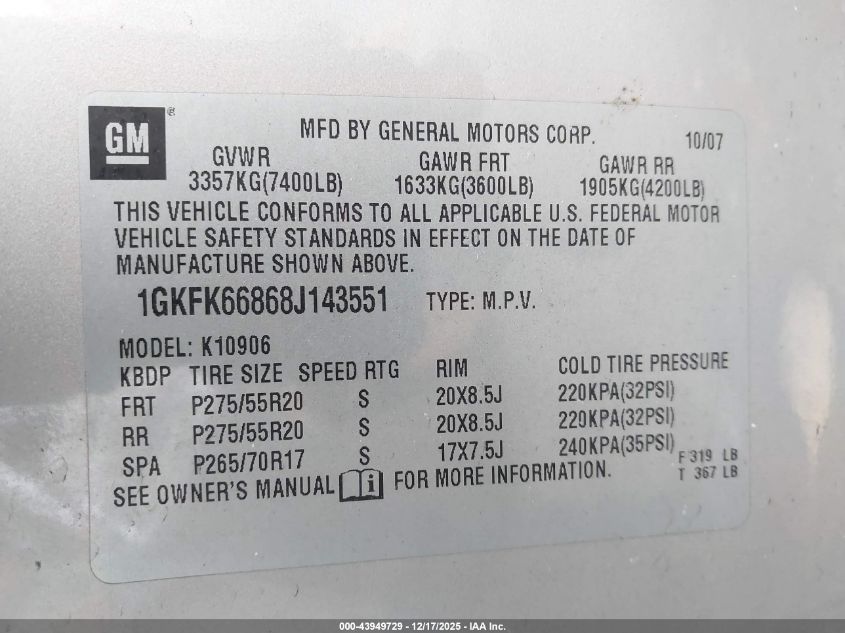 GM ®
MFD BY GENERAL MOTORS CORP. 10/07
GVWR GAWR FRT GAWR RR
3357KG(7400LB) 1633KG(3600LB) 1905KG(4200LB)
THIS VEHICLE CONFORMS TO ALL APPLICABLE U.S. FEDERAL MOTOR
VEHICLE SAFETY STANDARDS IN EFFECT ON THE DATE OF
MANUFACTURE SHOWN ABOVE.
1GKFK66868J143551 TYPE: M.P.V.
MODEL: K10906
KBDP TIRE SIZE SPEED RTG RIM COLD TIRE PRESSURE
FRT P275/55R20 S 20X8.5J 220KPA(32PSI)
RR P275/55R20 S 20X8.5J 220KPA(32PSI)
SPA P265/70R17 S 17X7.5J 240KPA(35PSI) F 319 LB
T 367 LB
SEE OWNER'S MANUAL i FOR MORE INFORMATION.
000-43949729 - 12/17/2025 - IAA Inc.